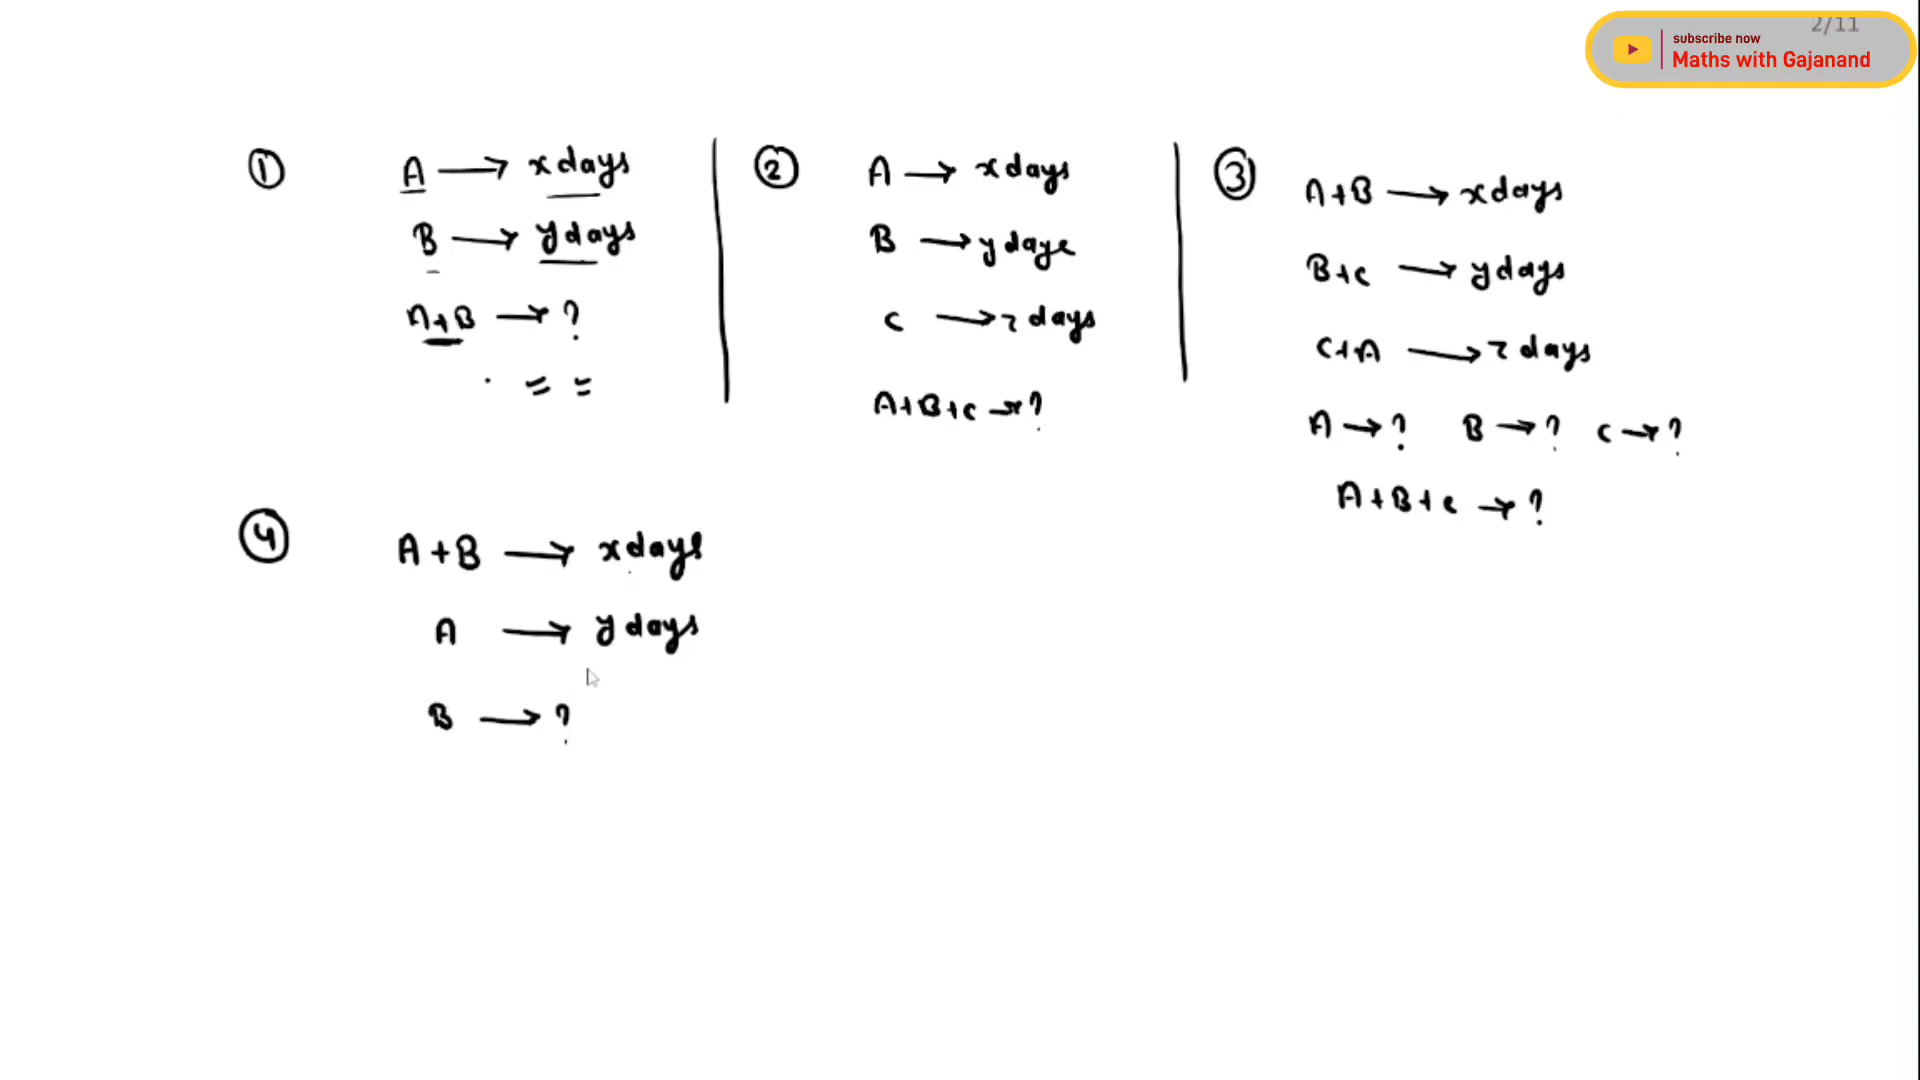 2/11
subscribe now
Maths with Gajanand
① A → x days
B → y days
A+B → ?
② A → x days
B → y days
C → z days
A+B+C → ?
③ A+B → x days
B+C → y days
C+A → z days
A → ? B → ? C → ?
A+B+C → ?
④ A+B → x days
A → y days
B → ?